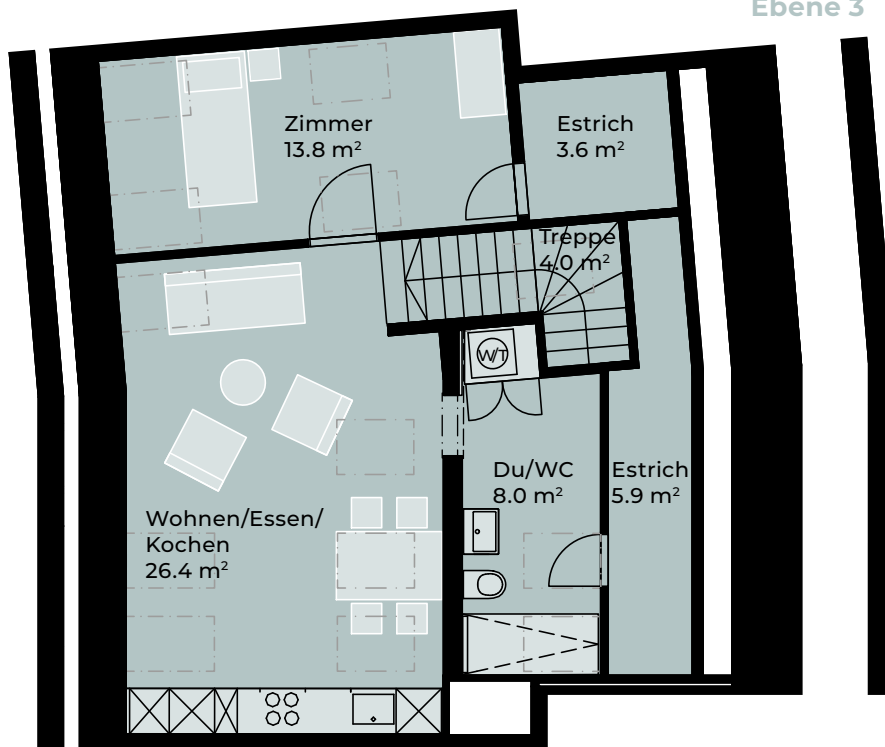 Ebene 3
Zimmer
13.8 m²
Estrich
3.6 m²
Treppe
4.0 m²
W/T
Du/WC
8.0 m²
Estrich
5.9 m²
Wohnen/Essen/
Kochen
26.4 m²